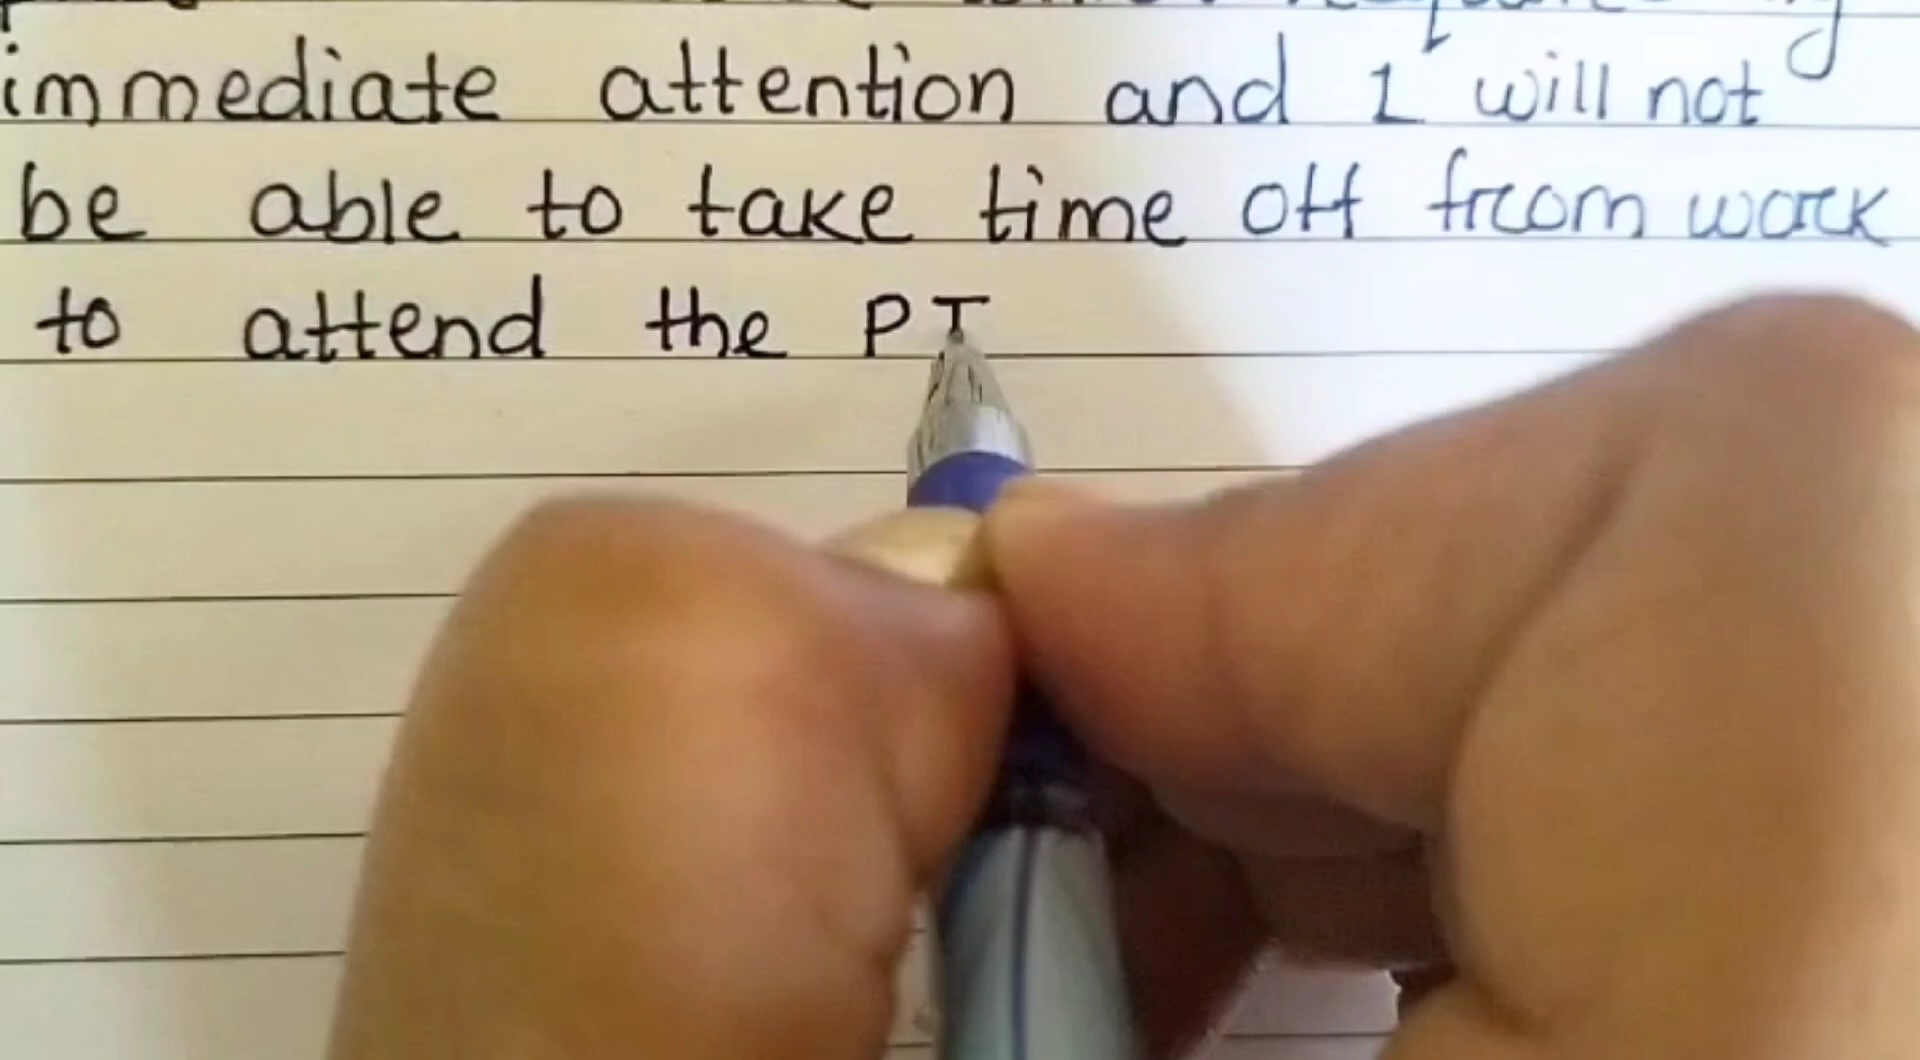 immediate attention and I will not
be able to take time off from work
to attend the PT